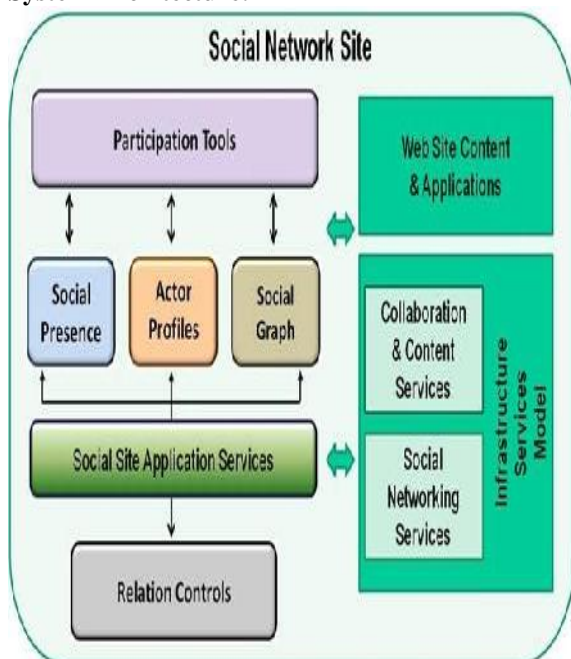 Social Network Site
Participation Tools
Web Site Content
& Applications
Social
Presence
Actor
Profiles
Social
Graph
Collaboration
& Content
Services
Social Site Application Services
Social
Networking
Services
Infrastructure
Services
Model
Relation Controls